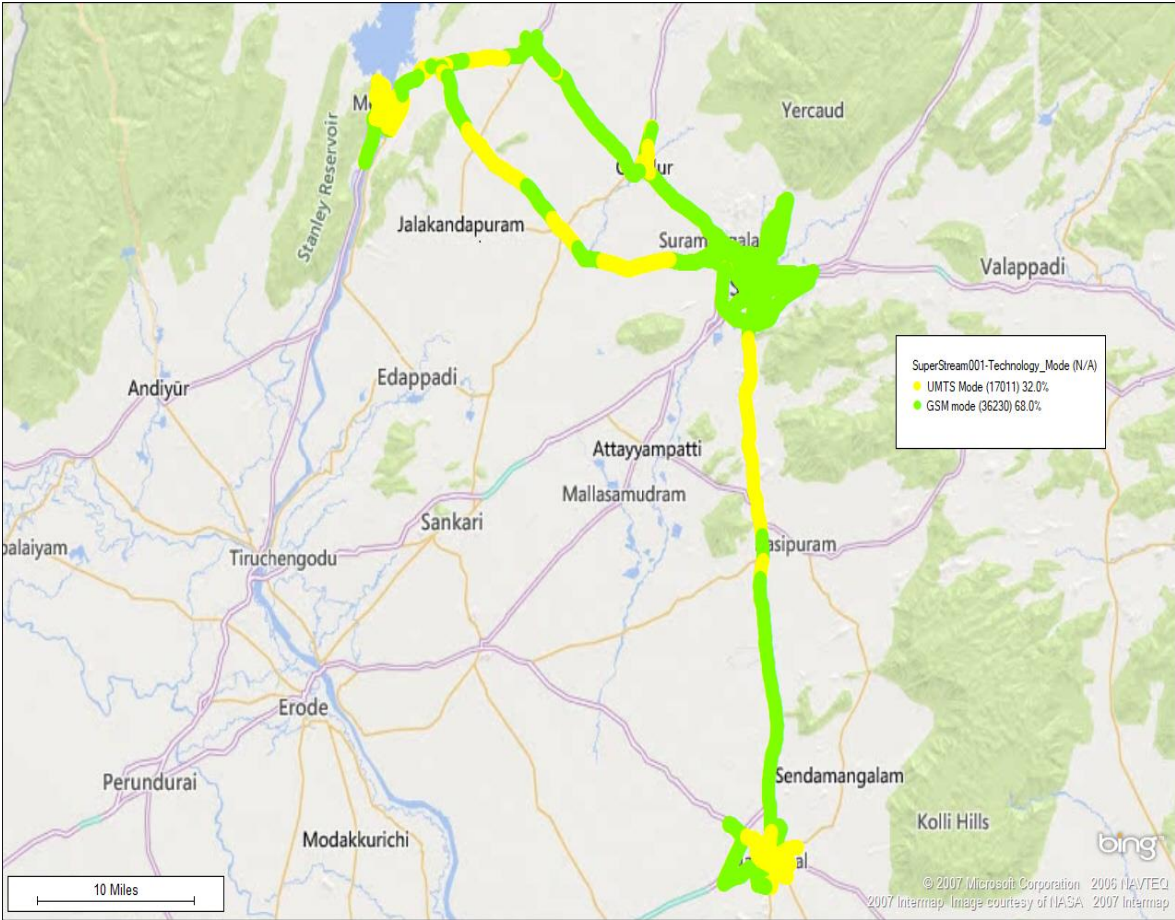 Yercaud
Stanley Reservoir
Jalakandapuram
Valappadi
SuperStream001-Technology_Mode (N/A)
UMTS Mode (17011) 32.0%
GSM mode (36230) 68.0%
Edappadi
Andiyūr
Attayyampatti
Mallasamudram
Sankari
palaiyam
asipuram
Tiruchengodu
Erode
Perundurai
Sendamangalam
Kolli Hills
Modakkurichi
bing
10 Miles
© 2007 Microsoft Corporation 2006 NAVTEQ
2007 Intermap Image courtesy of NASA 2007 Intermap